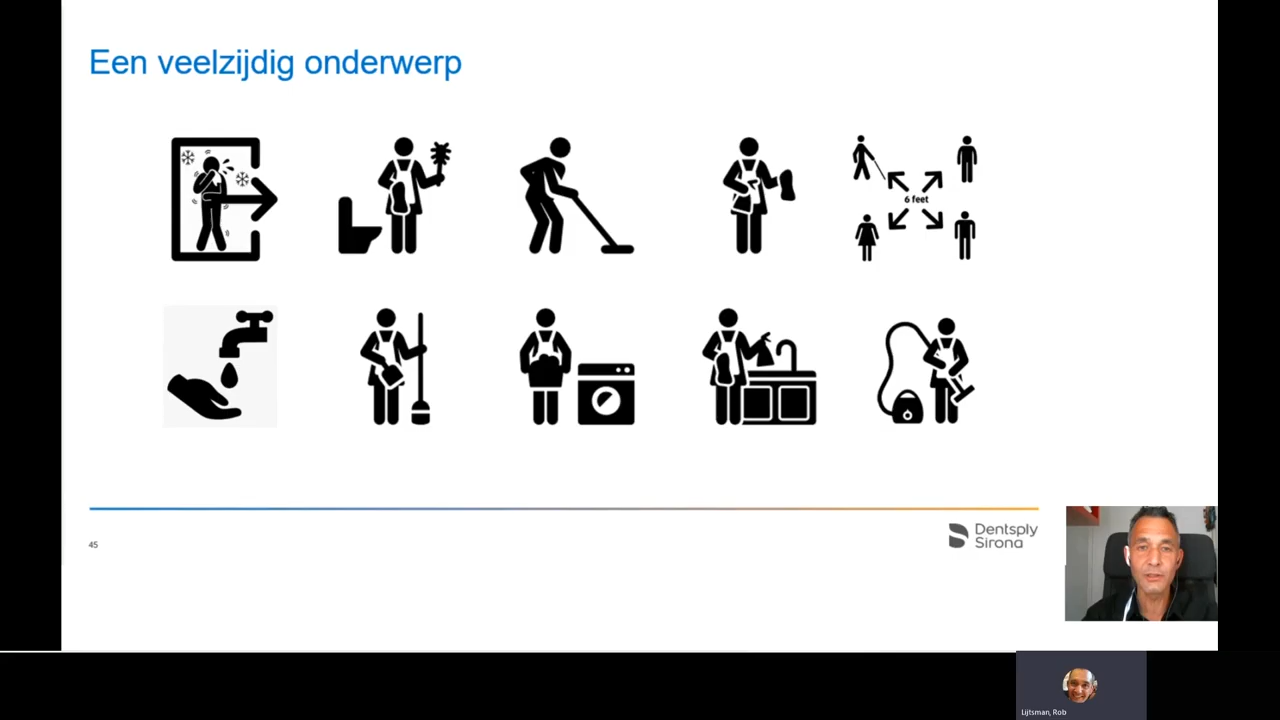 Een veelzijdig onderwerp
6 feet
45
Dentsply
Sirona
Lijtsman, Rob